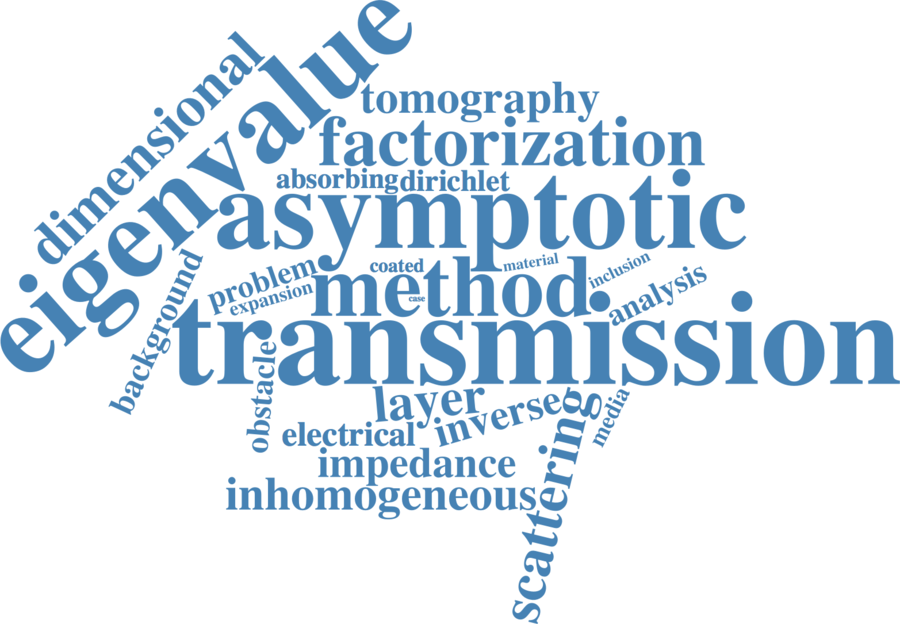 dimensional
eigenvalue
tomography
factorization
absorbing
dirichlet
asymptotic
background
problem
expansion
coated
method
case
material
inclusion
analysis
transmission
obstacle
layer
electrical
inverse
impedance
inhomogeneous
scattering
media